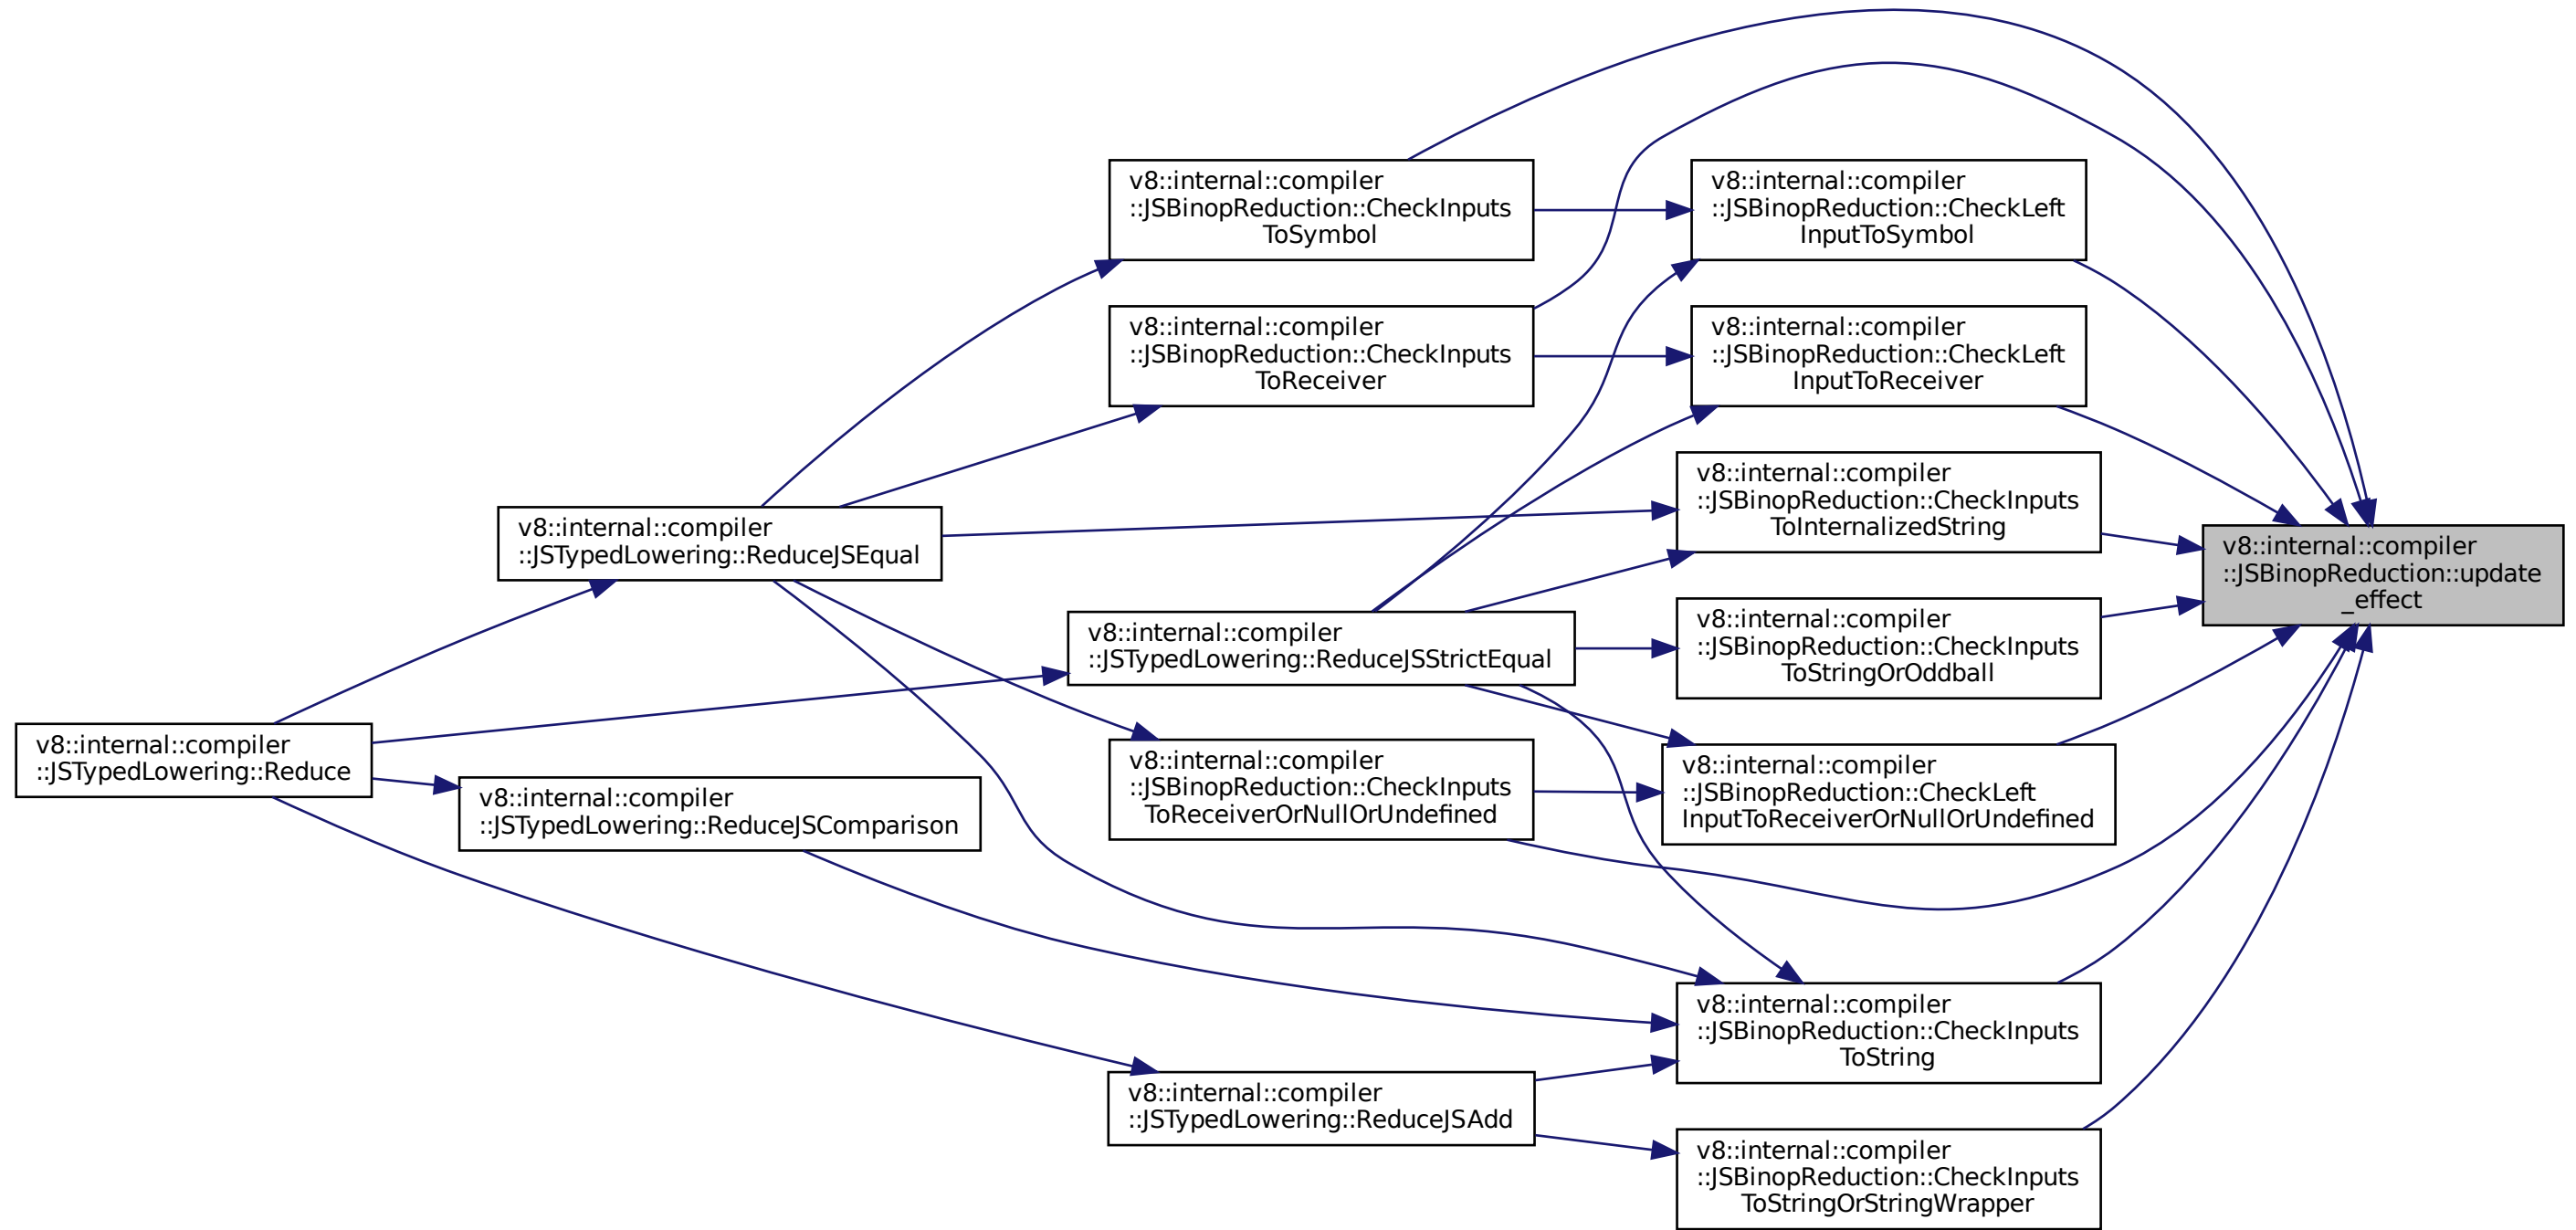 v8::internal::compiler
::JSBinopReduction::CheckInputs
ToSymbol
v8::internal::compiler
::JSBinopReduction::CheckLeft
InputToSymbol
v8::internal::compiler
::JSBinopReduction::CheckInputs
ToReceiver
v8::internal::compiler
::JSBinopReduction::CheckLeft
InputToReceiver
v8::internal::compiler
::JSBinopReduction::CheckInputs
ToInternalizedString
v8::internal::compiler
::JSTypedLowering::ReduceJSEqual
v8::internal::compiler
::JSBinopReduction::update
_effect
v8::internal::compiler
::JSBinopReduction::CheckInputs
ToStringOrOddball
v8::internal::compiler
::JSTypedLowering::ReduceJSStrictEqual
v8::internal::compiler
::JSTypedLowering::Reduce
v8::internal::compiler
::JSBinopReduction::CheckInputs
ToReceiverOrNullOrUndefined
v8::internal::compiler
::JSBinopReduction::CheckLeft
InputToReceiverOrNullOrUndefined
v8::internal::compiler
::JSTypedLowering::ReduceJSComparison
v8::internal::compiler
::JSBinopReduction::CheckInputs
ToString
v8::internal::compiler
::JSTypedLowering::ReduceJSAdd
v8::internal::compiler
::JSBinopReduction::CheckInputs
ToStringOrStringWrapper